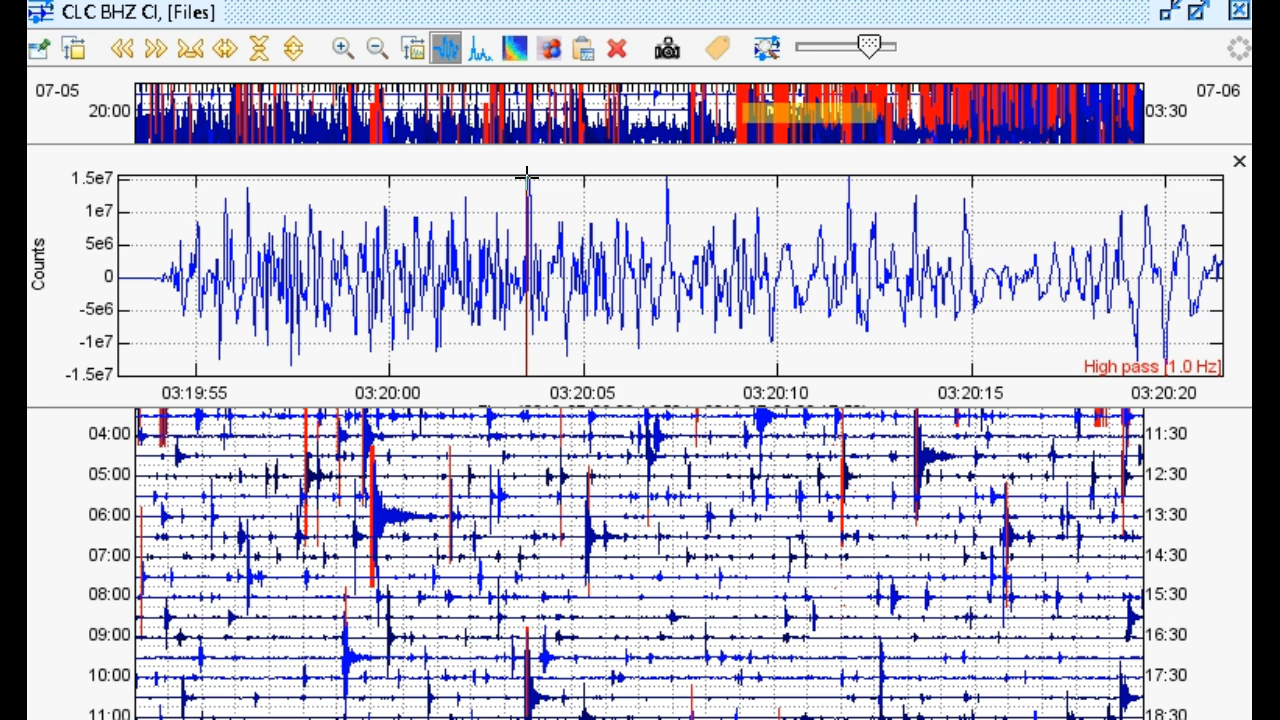 CLC BHZ CI, [Files]
07-05
07-06
20:00
03:30
1.5e7
1e7
5e6
0
-5e6
-1e7
-1.5e7
Counts
High pass [1.0 Hz]
03:19:55 03:20:00 03:20:05 03:20:10 03:20:15 03:20:20
04:00 11:30
05:00 12:30
06:00 13:30
07:00 14:30
08:00 15:30
09:00 16:30
10:00 17:30
11:00 18:30